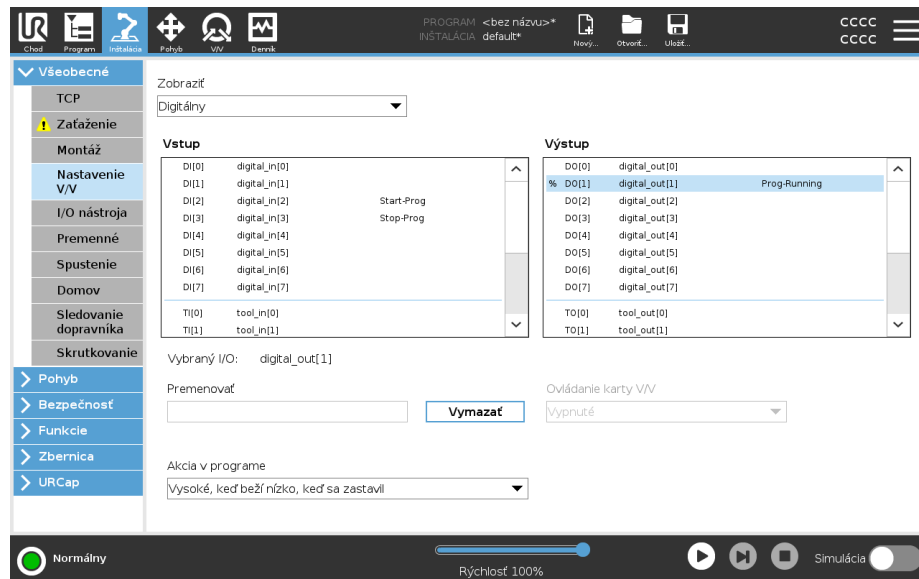 PROGRAM <bez názvu>*
INŠTALÁCIA default*
CCCC
CCCC
Chod Program Inštalácia Pohyb V/V Denník Nový... Otvoriť... Uložiť...
Všeobecné
TCP
Zaťaženie
Montáž
Nastavenie
V/V
I/O nástroja
Premenné
Spustenie
Domov
Sledovanie
dopravníka
Skrutkovanie
Pohyb
Bezpečnosť
Funkcie
Zbernica
URCap
Zobraziť
Digitálny
Vstup
DI[0] digital_in[0]
DI[1] digital_in[1]
DI[2] digital_in[2] Start-Prog
DI[3] digital_in[3] Stop-Prog
DI[4] digital_in[4]
DI[5] digital_in[5]
DI[6] digital_in[6]
DI[7] digital_in[7]
TI[0] tool_in[0]
TI[1] tool_in[1]
Výstup
DO[0] digital_out[0]
% DO[1] digital_out[1] Prog-Running
DO[2] digital_out[2]
DO[3] digital_out[3]
DO[4] digital_out[4]
DO[5] digital_out[5]
DO[6] digital_out[6]
DO[7] digital_out[7]
TO[0] tool_out[0]
TO[1] tool_out[1]
Vybraný I/O: digital_out[1]
Premenovať
Vymazať
Ovládanie karty V/V
Vypnuté
Akcia v programe
Vysoké, keď beží nízko, keď sa zastavil
Normálny
Rýchlosť 100%
Simulácia